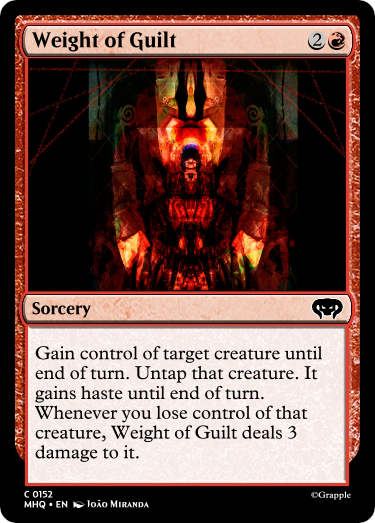 Weight of Guilt 2
Sorcery
Gain control of target creature until
end of turn. Untap that creature. It
gains haste until end of turn.
Whenever you lose control of that
creature, Weight of Guilt deals 3
damage to it.
C 0152
MHQ • EN João Miranda
©Grapple